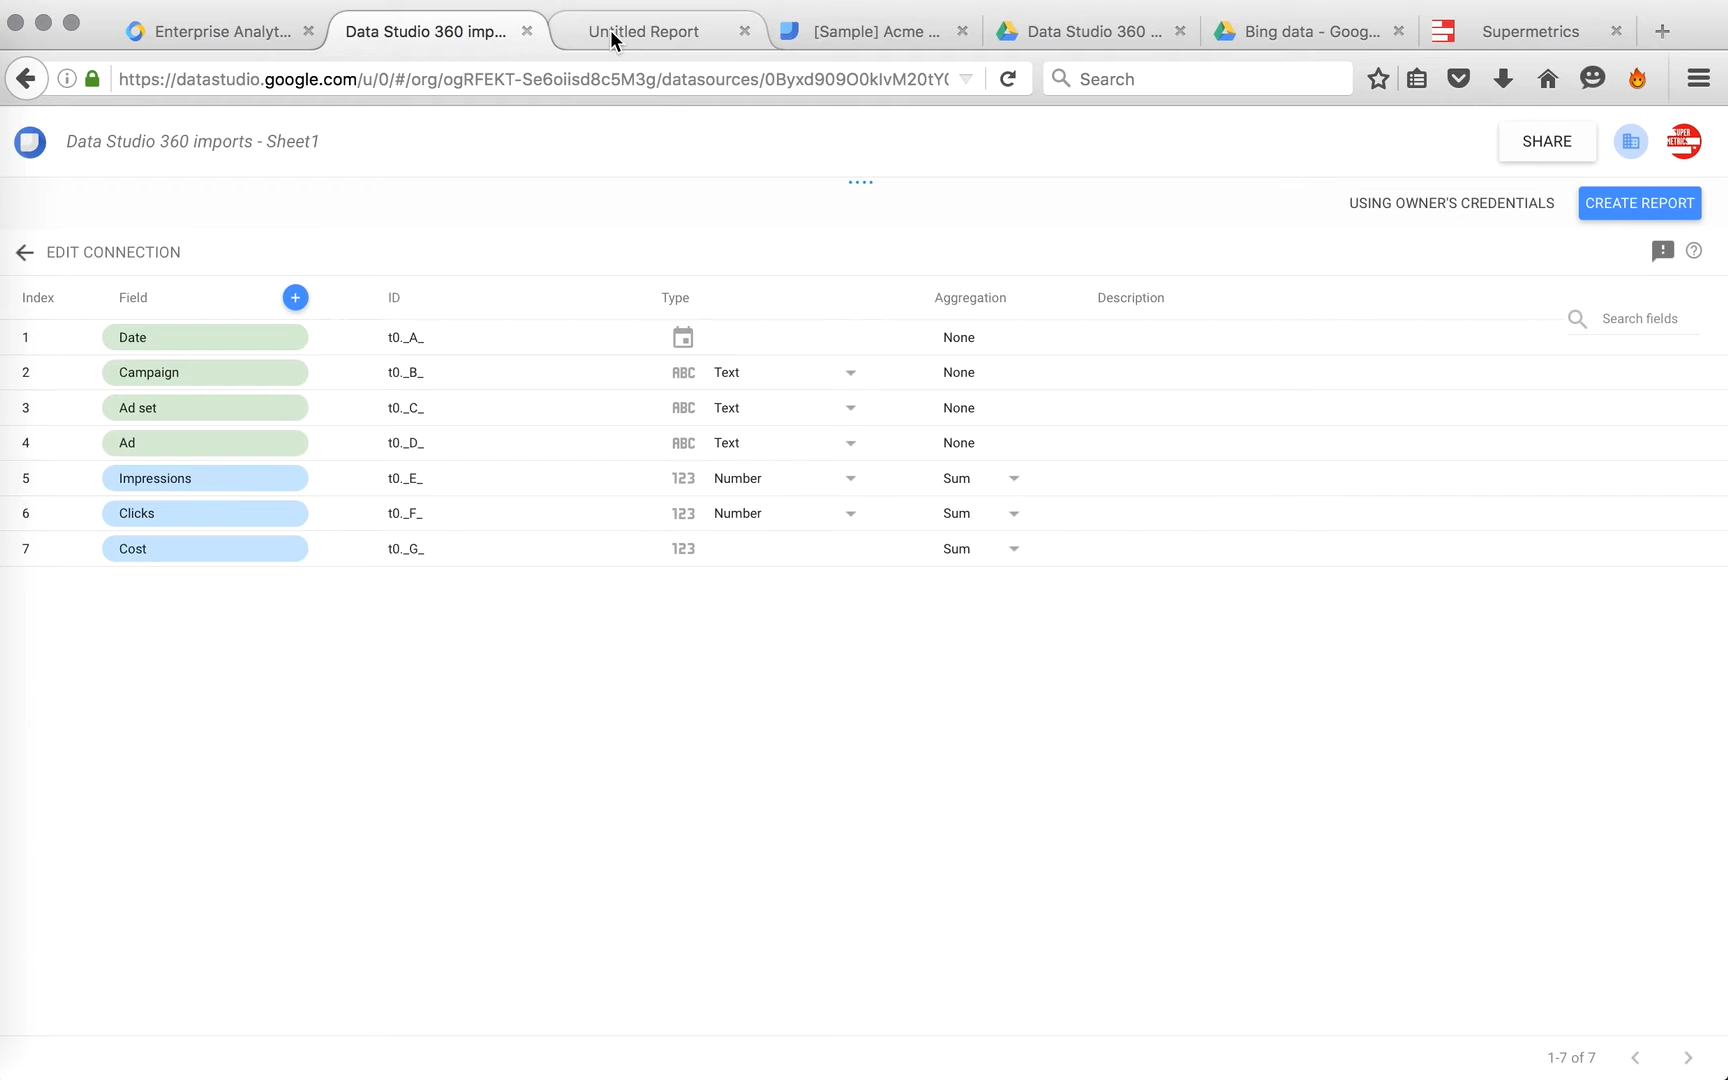 Enterprise Analyt... Data Studio 360 imp... Untitled Report [Sample] Acme ... Data Studio 360 ... Bing data - Goog... Supermetrics
https://datastudio.google.com/u/0/#/org/ogRFEKT-Se6oiisd8c5M3g/datasources/0Byxd909O0kIvM20tY( Search
Data Studio 360 imports - Sheet1 SHARE SUPER METRICS
USING OWNER'S CREDENTIALS CREATE REPORT
EDIT CONNECTION
Index Field ID Type Aggregation Description
Search fields
1 Date t0._A_ None
2 Campaign t0._B_ ABC Text None
3 Ad set t0._C_ ABC Text None
4 Ad t0._D_ ABC Text None
5 Impressions t0._E_ 123 Number Sum
6 Clicks t0._F_ 123 Number Sum
7 Cost t0._G_ 123 Sum
1-7 of 7